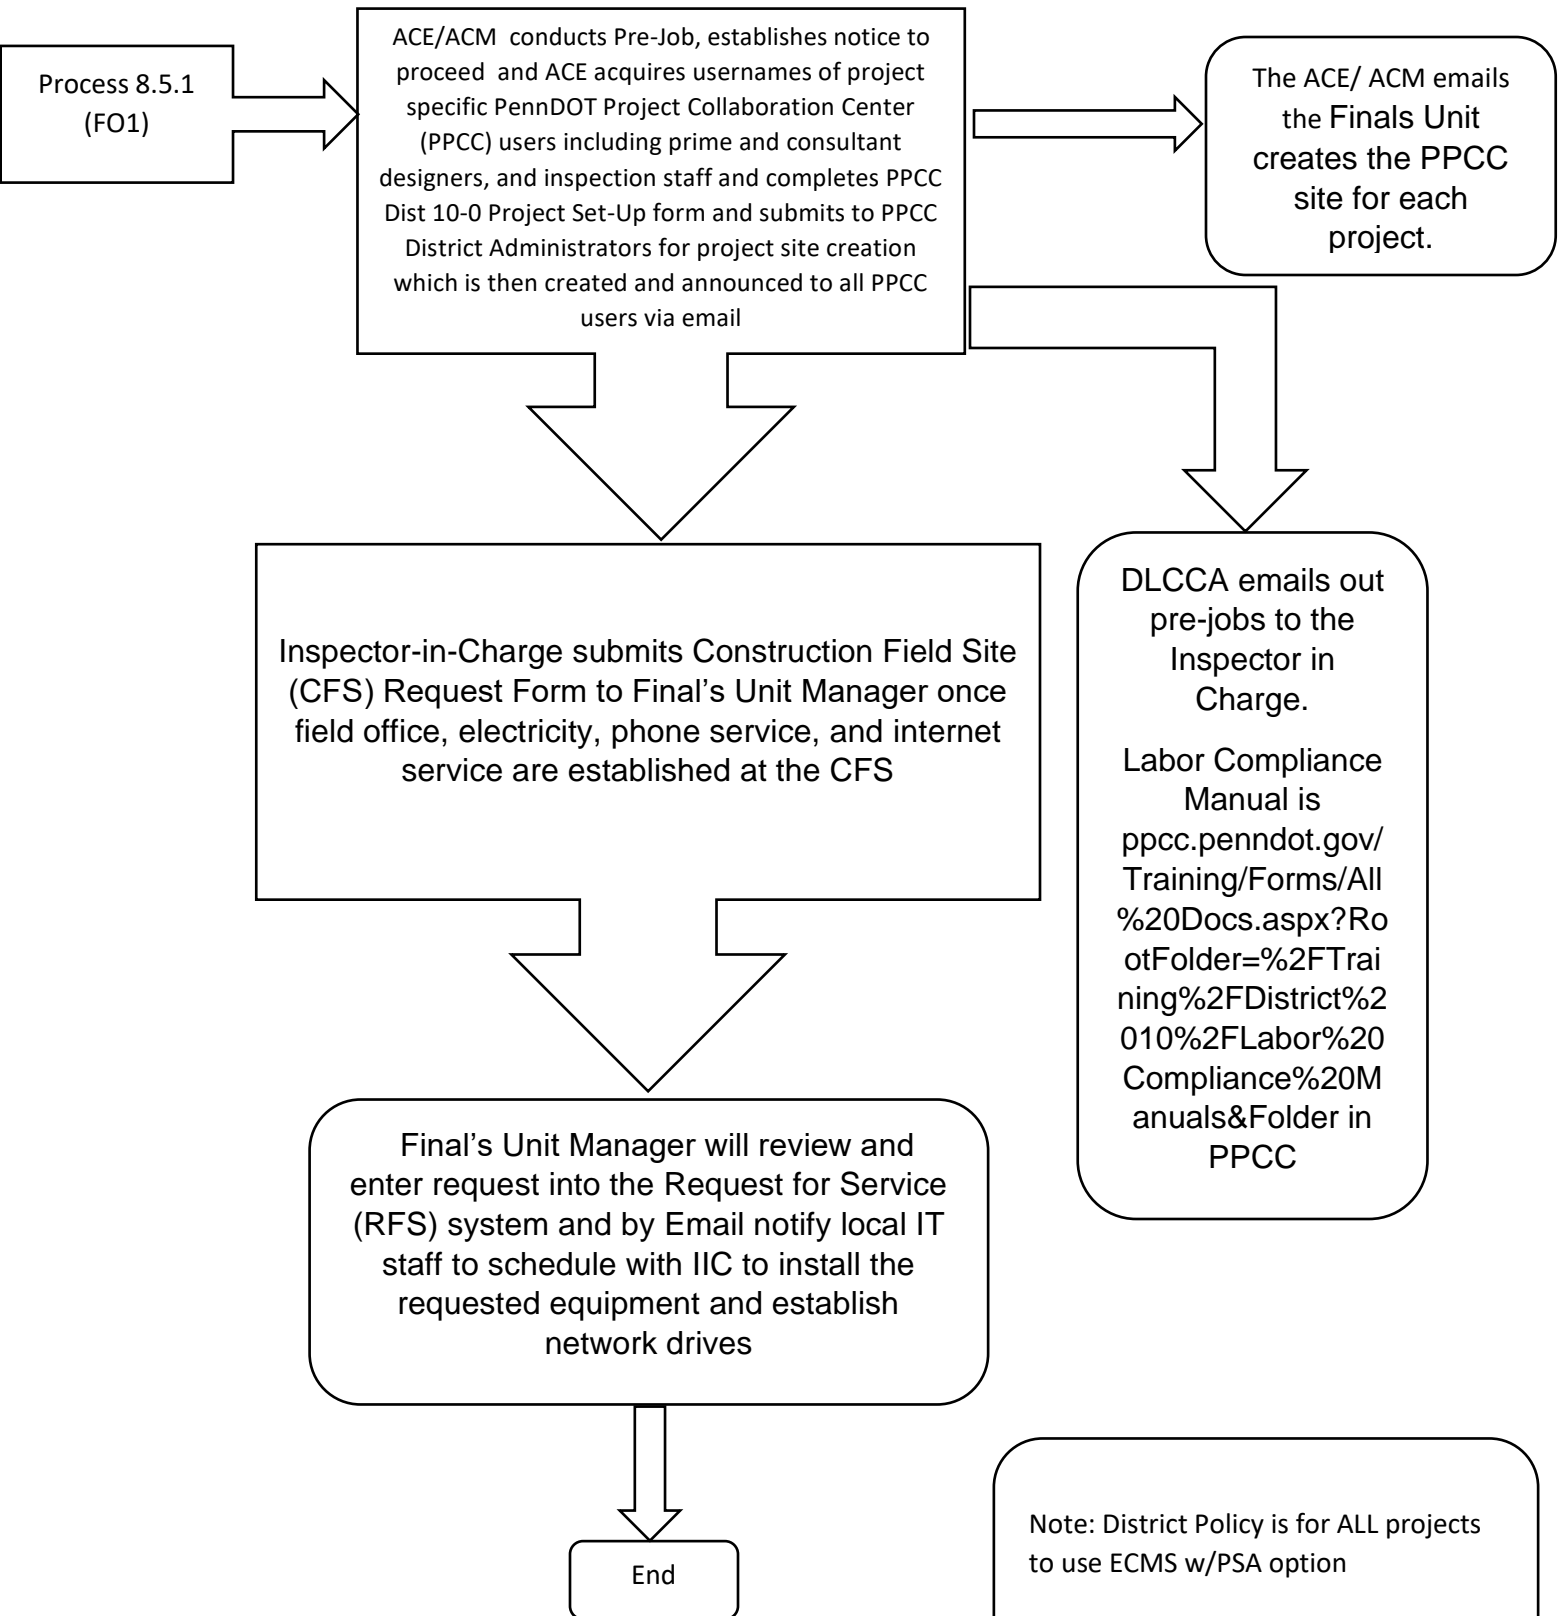 Process 8.5.1
(FO1)
ACE/ACM conducts Pre-Job, establishes notice to
proceed and ACE acquires usernames of project
specific PennDOT Project Collaboration Center
(PPCC) users including prime and consultant
designers, and inspection staff and completes PPCC
Dist 10-0 Project Set-Up form and submits to PPCC
District Administrators for project site creation
which is then created and announced to all PPCC
users via email
The ACE/ ACM emails
the Finals Unit
creates the PPCC
site for each
project.
Inspector-in-Charge submits Construction Field Site
(CFS) Request Form to Final's Unit Manager once
field office, electricity, phone service, and internet
service are established at the CFS
DLCCA emails out
pre-jobs to the
Inspector in
Charge.
Labor Compliance
Manual is
ppcc.penndot.gov/
Training/Forms/All
%20Docs.aspx?Ro
otFolder=%2FTrai
ning%2FDistrict%2
010%2FLabor%20
Compliance%20M
anuals&Folder in
PPCC
Final's Unit Manager will review and
enter request into the Request for Service
(RFS) system and by Email notify local IT
staff to schedule with IIC to install the
requested equipment and establish
network drives
End
Note: District Policy is for ALL projects
to use ECMS w/PSA option